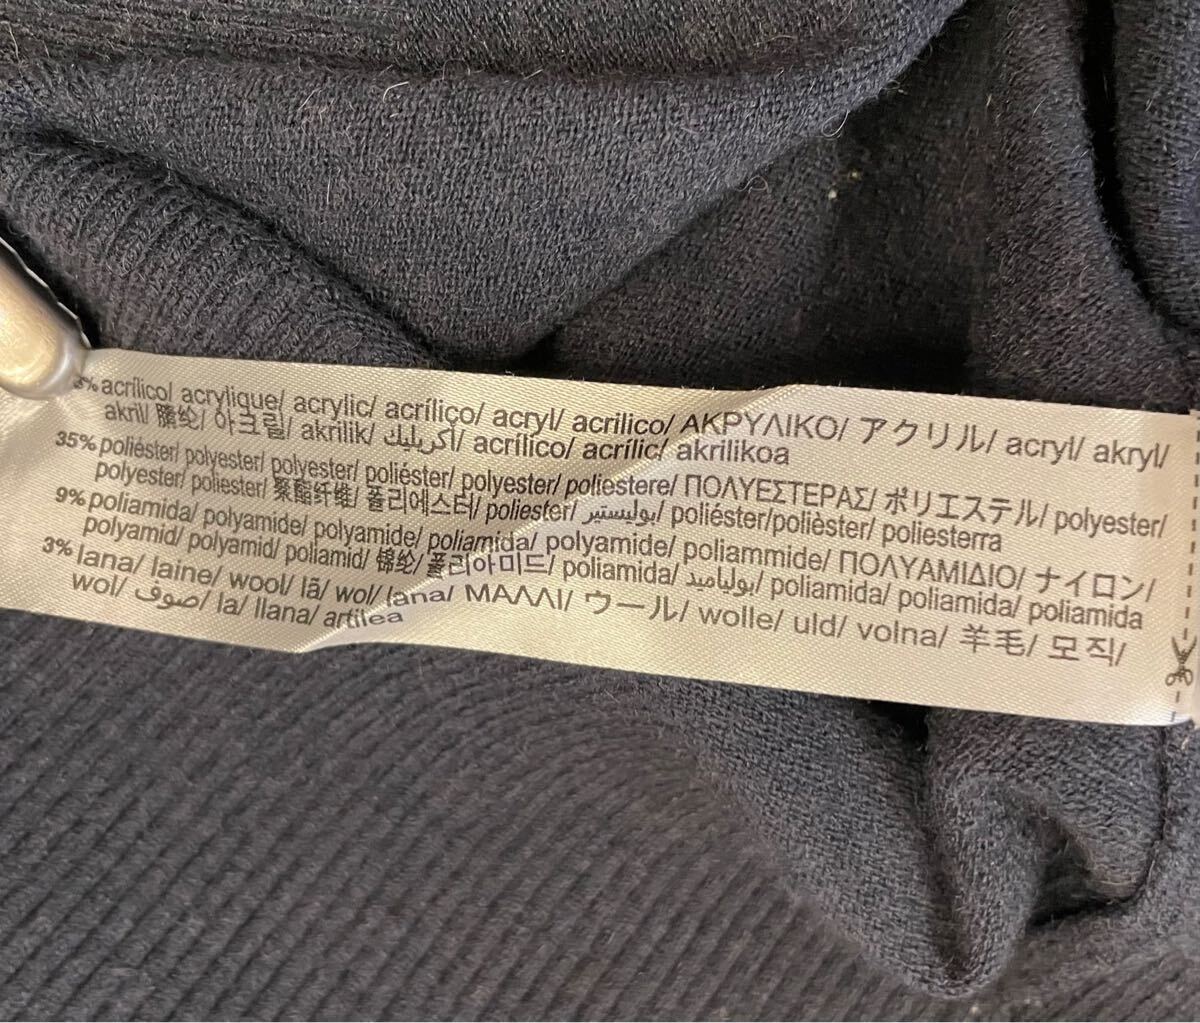 % acrílico/ acrylique/ acrylic/ acrílico/ acryl/ acrilico/ ΑΚΡΥΛΙΚΟ/ アクリル/ acryl/ akryl/
akril/ 腈纶/ 아크릴/ akrilik/ أكريليك/ acrílico/ acrílic/ akrilikoa
35% poliéster/ polyester/ polyester/ poliéster/ polyester/ poliestere/ ΠΟΛΥΕΣΤΕΡΑΣ/ ポリエステル/ polyester/
polyester/ poliester/ 聚酯纤维/ 폴리에스터/ poliester/ بوليستير/ poliéster/polièster/ poliesterra
9% poliamida/ polyamide/ polyamide/ poliamida/ polyamide/ poliammide/ ΠΟΛΥΑΜΙΔΙΟ/ ナイロン/
polyamid/ polyamid/ poliamid/ 锦纶/ 폴리아미드/ poliamida/ بولياميد/ poliamida/ poliamida/ poliamida
3% lana/ laine/ wool/ lã/ wol/ lana/ ΜΑΛΛΙ/ ウール/ wolle/ uld/ volna/ 羊毛/ 모직/
wol/ صوف/ la/ llana/ artilea